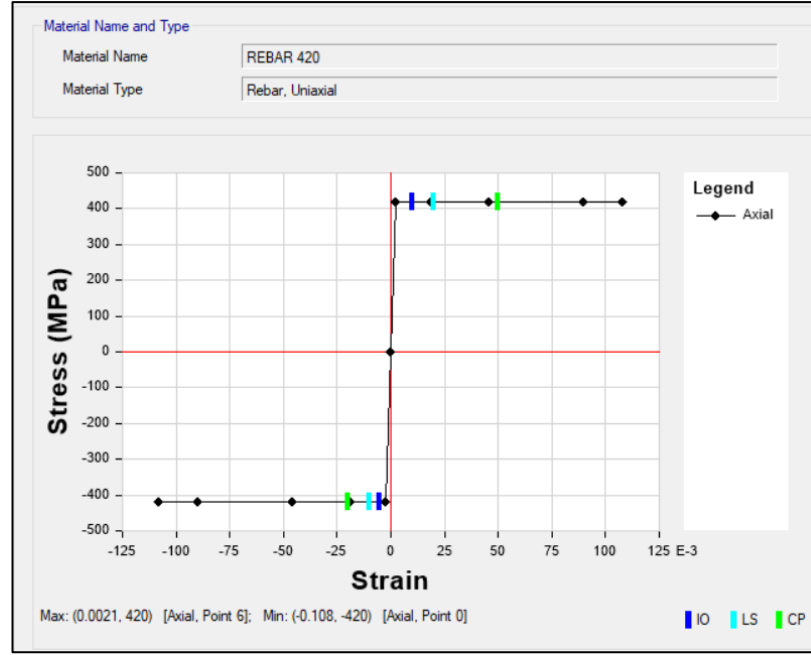 Material Name and Type
Material Name REBAR 420
Material Type Rebar, Uniaxial
500
400
300
200
100
0
-100
-200
-300
-400
-500
Stress (MPa)
-125 -100 -75 -50 -25 0 25 50 75 100 125 E-3
Strain
Legend
Axial
Max: (0.0021, 420) [Axial, Point 6]; Min: (-0.108, -420) [Axial, Point 0]
IO LS CP